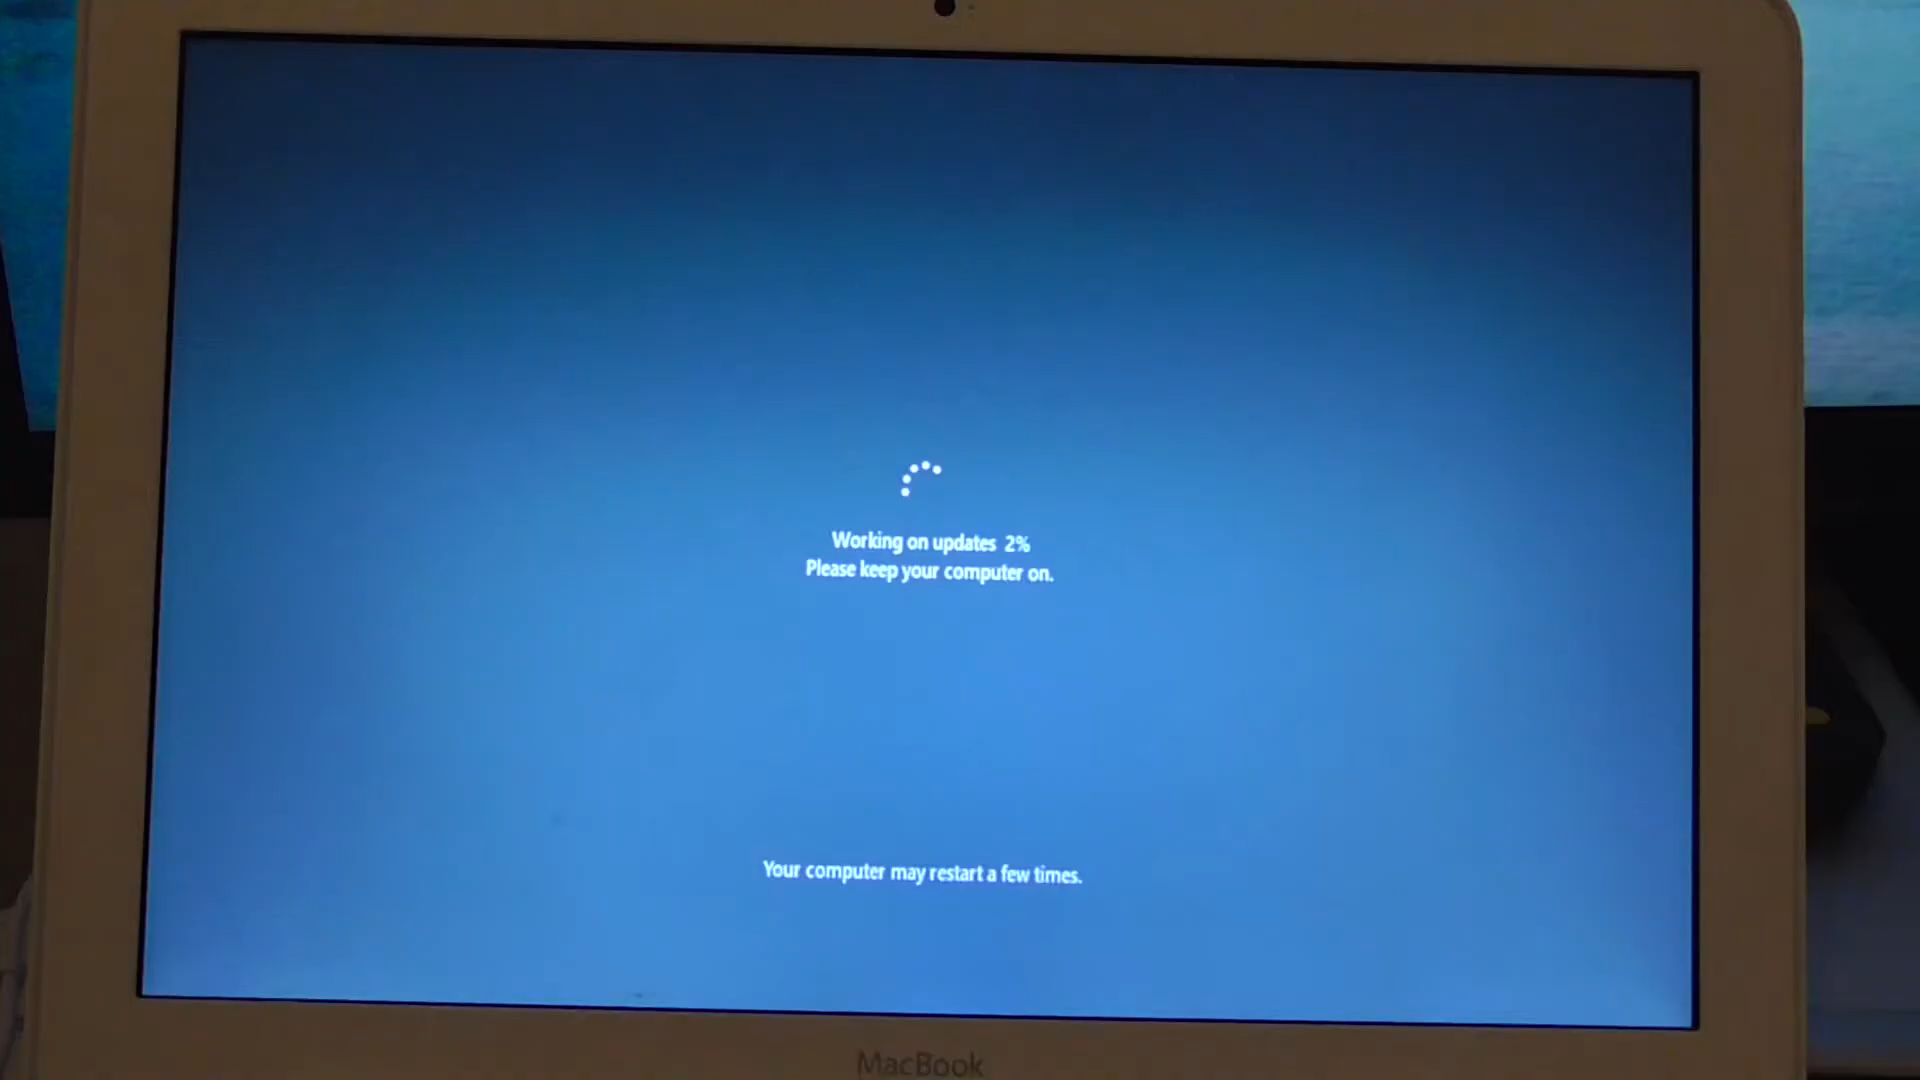 Working on updates 2%
Please keep your computer on.
Your computer may restart a few times.
MacBook